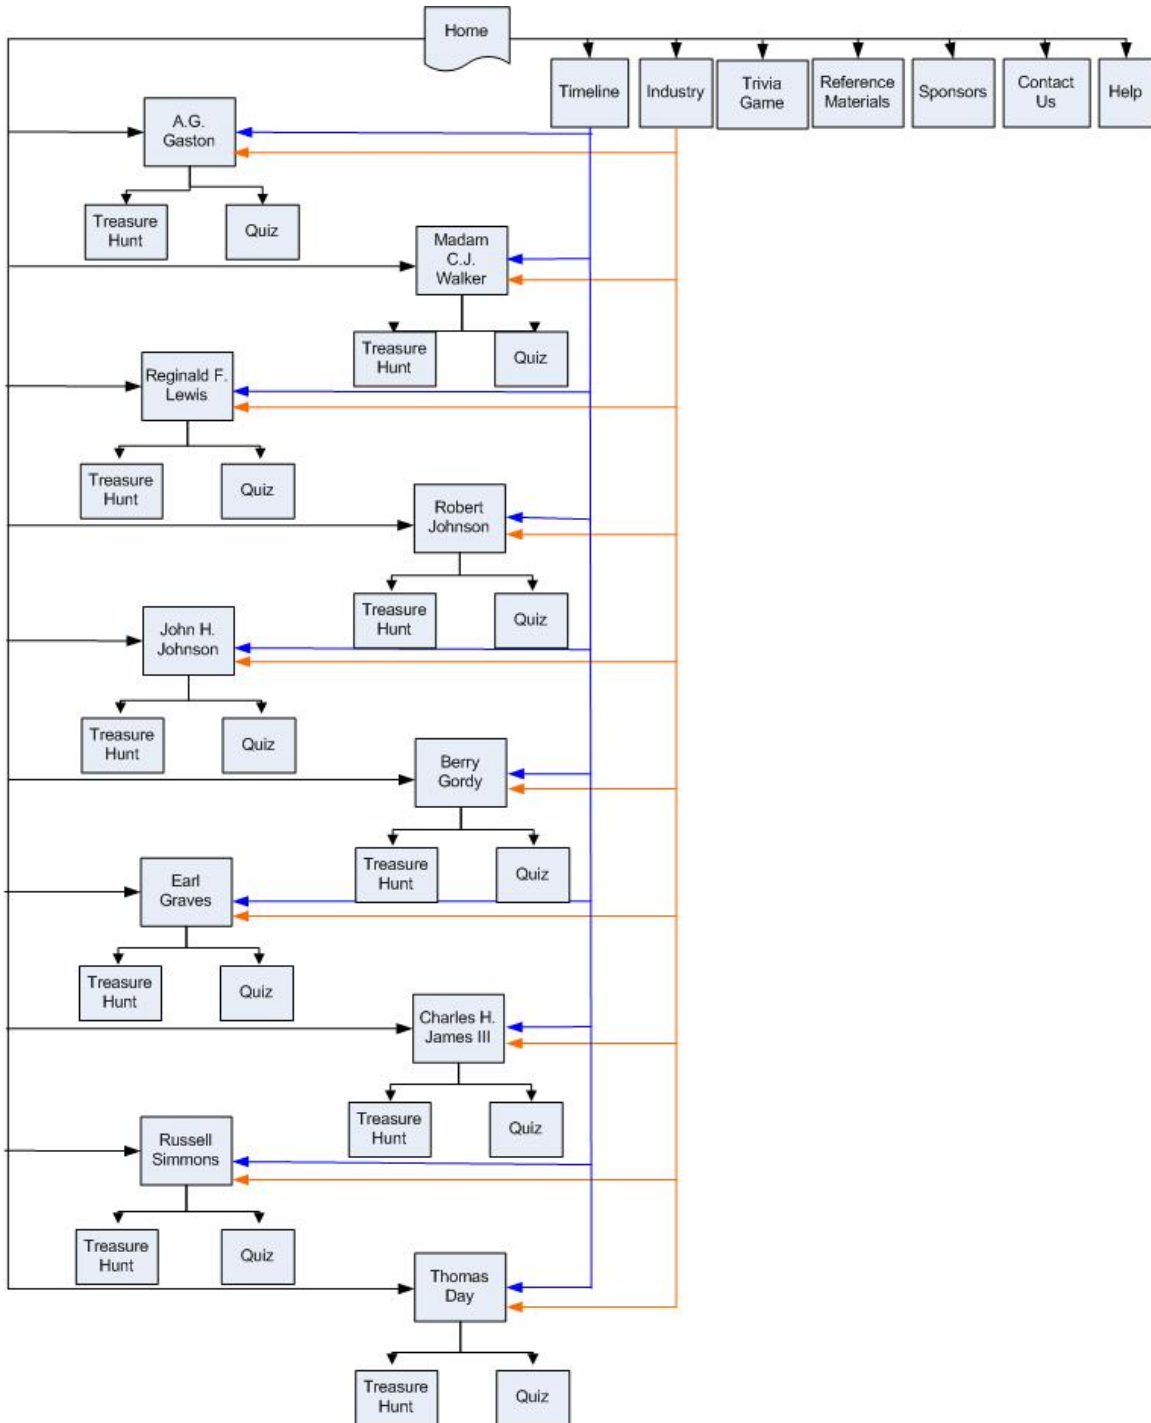 Home
Timeline
Industry
Trivia
Game
Reference
Materials
Sponsors
Contact
Us
Help
A.G.
Gaston
Treasure
Hunt
Quiz
Madam
C.J.
Walker
Treasure
Hunt
Quiz
Reginald F.
Lewis
Treasure
Hunt
Quiz
Robert
Johnson
Treasure
Hunt
Quiz
John H.
Johnson
Treasure
Hunt
Quiz
Berry
Gordy
Treasure
Hunt
Quiz
Earl
Graves
Treasure
Hunt
Quiz
Charles H.
James III
Treasure
Hunt
Quiz
Russell
Simmons
Treasure
Hunt
Quiz
Thomas
Day
Treasure
Hunt
Quiz